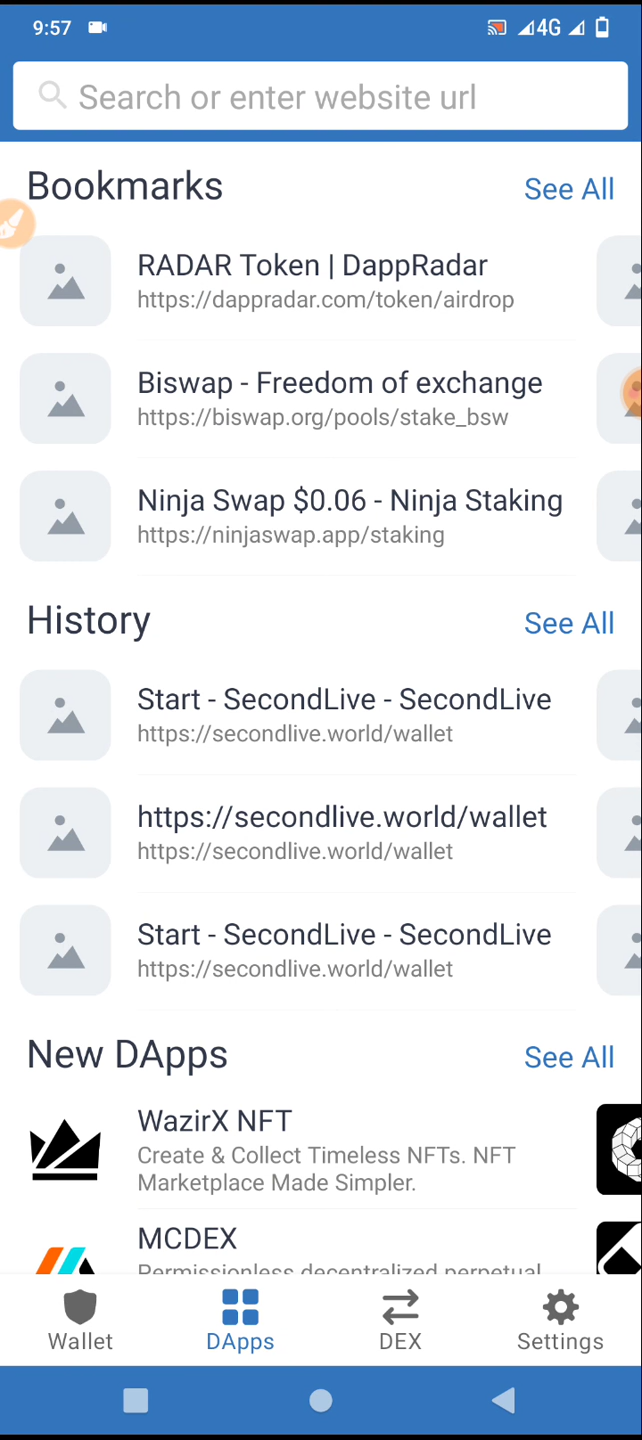 9:57
4G
Search or enter website url
Bookmarks
See All
RADAR Token | DappRadar
https://dappradar.com/token/airdrop
Biswap - Freedom of exchange
https://biswap.org/pools/stake_bsw
Ninja Swap $0.06 - Ninja Staking
https://ninjaswap.app/staking
History
See All
Start - SecondLive - SecondLive
https://secondlive.world/wallet
https://secondlive.world/wallet
https://secondlive.world/wallet
Start - SecondLive - SecondLive
https://secondlive.world/wallet
New DApps
See All
WazirX NFT
Create & Collect Timeless NFTs. NFT
Marketplace Made Simpler.
MCDEX
Permissionless decentralized perpetual
Wallet
DApps
DEX
Settings